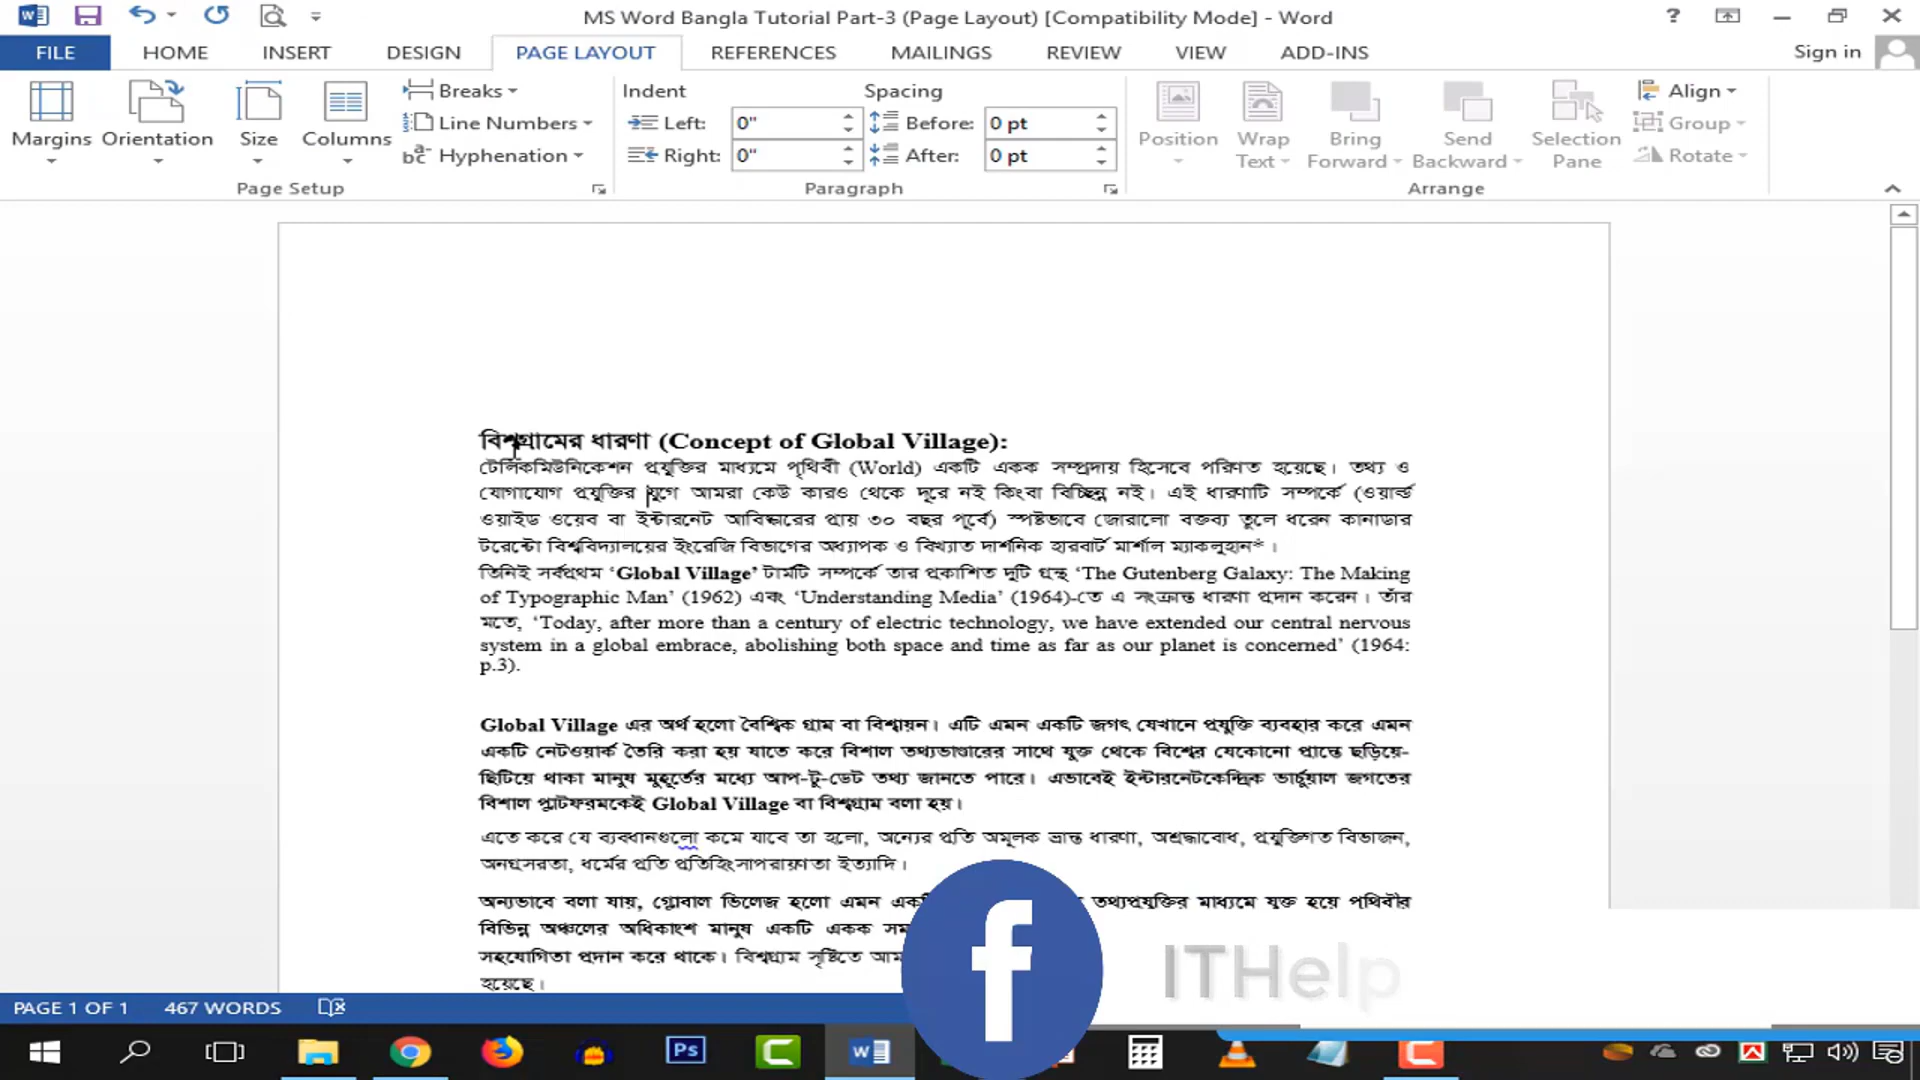 MS Word Bangla Tutorial Part-3 (Page Layout) [Compatibility Mode] - Word
FILE HOME INSERT DESIGN PAGE LAYOUT REFERENCES MAILINGS REVIEW VIEW ADD-INS Sign in
Breaks Indent Spacing Align
Line Numbers Left: 0" Before: 0 pt Group
Margins Orientation Size Columns Position Wrap Text Bring Forward Send Backward Selection Pane
Hyphenation Right: 0" After: 0 pt Rotate
Page Setup Paragraph Arrange
বিশ্বগ্রামের ধারণা (Concept of Global Village):
টেলিকমিউনিকেশন প্রযুক্তির মাধ্যমে পৃথিবী (World) একটি একক সম্প্রদায় হিসেবে পরিণত হয়েছে। তথ্য ও
যোগাযোগ প্রযুক্তির যুগে আমরা কেউ কারও থেকে দূরে নই কিংবা বিচ্ছিন্ন নই। এই ধারণাটি সম্পর্কে (ওয়ার্ল্ড
ওয়াইড ওয়েব বা ইন্টারনেট আবিষ্কারের প্রায় ৩০ বছর পূর্বে) স্পষ্টভাবে জোরালো বক্তব্য তুলে ধরেন কানাডার
টরেন্টো বিশ্ববিদ্যালয়ের ইংরেজি বিভাগের অধ্যাপক ও বিখ্যাত দার্শনিক হারবার্ট মার্শাল ম্যাকলুহান*।
তিনিই সর্বপ্রথম ‘Global Village’ টার্মটি সম্পর্কে তার প্রকাশিত দুটি গ্রন্থ ‘The Gutenberg Galaxy: The Making
of Typographic Man’ (1962) এবং ‘Understanding Media’ (1964)-তে এ সংক্রান্ত ধারণা প্রদান করেন। তাঁর
মতে, ‘Today, after more than a century of electric technology, we have extended our central nervous
system in a global embrace, abolishing both space and time as far as our planet is concerned’ (1964:
p.3).
Global Village এর অর্থ হলো বৈশ্বিক গ্রাম বা বিশ্বায়ন। এটি এমন একটি জগৎ যেখানে প্রযুক্তি ব্যবহার করে এমন
একটি নেটওয়ার্ক তৈরি করা হয় যাতে করে বিশাল তথ্যভাণ্ডারের সাথে যুক্ত থেকে বিশ্বের যেকোনো প্রান্তে ছড়িয়ে-
ছিটিয়ে থাকা মানুষ মুহূর্তের মধ্যে আপ-টু-ডেট তথ্য জানতে পারে। এভাবেই ইন্টারনেটকেন্দ্রিক ভার্চুয়াল জগতের
বিশাল প্লাটফরমকেই Global Village বা বিশ্বগ্রাম বলা হয়।
এতে করে যে ব্যবধানগুলো কমে যাবে তা হলো, অন্যের প্রতি অমূলক ভ্রান্ত ধারণা, অশ্রদ্ধাবোধ, প্রযুক্তিগত বিভাজন,
অনগ্রসরতা, ধর্মের প্রতি প্রতিহিংসাপরায়ণতা ইত্যাদি।
অন্যভাবে বলা যায়, গ্লোবাল ভিলেজ হলো এমন তথ্যপ্রযুক্তির মাধ্যমে যুক্ত হয়ে পৃথিবীর
বিভিন্ন অঞ্চলের অধিকাংশ মানুষ একটি একক
সহযোগিতা প্রদান করে থাকে। বিশ্বগ্রাম সৃষ্টিতে
হয়েছে।
ITHelp
PAGE 1 OF 1 467 WORDS
Ps